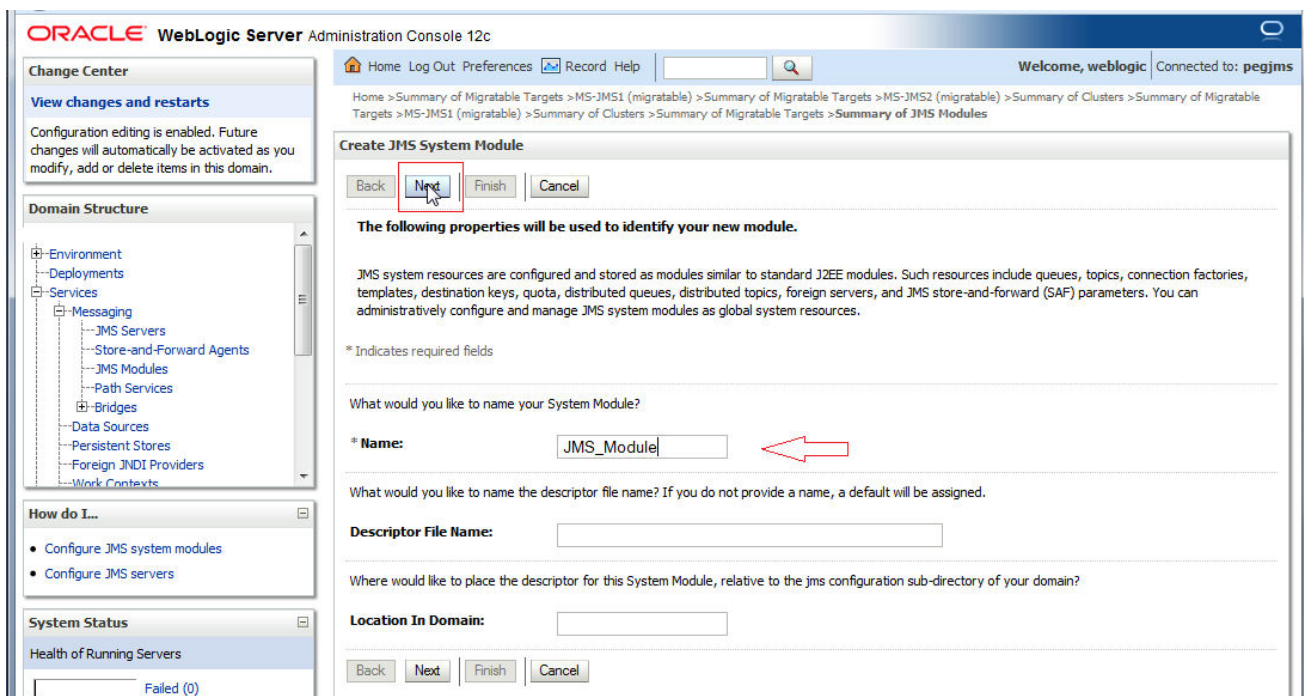 ORACLE WebLogic Server Administration Console 12c
Change Center
View changes and restarts
Configuration editing is enabled. Future
changes will automatically be activated as you
modify, add or delete items in this domain.
Domain Structure
Environment
Deployments
Services
Messaging
JMS Servers
Store-and-Forward Agents
JMS Modules
Path Services
Bridges
Data Sources
Persistent Stores
Foreign JNDI Providers
Work Contexts
How do I...
Configure JMS system modules
Configure JMS servers
System Status
Health of Running Servers
Failed (0)
Home Log Out Preferences Record Help
Welcome, weblogic Connected to: pegjms
Home >Summary of Migratable Targets >MS-JMS1 (migratable) >Summary of Migratable Targets >MS-JMS2 (migratable) >Summary of Clusters >Summary of Migratable
Targets >MS-JMS1 (migratable) >Summary of Clusters >Summary of Migratable Targets >Summary of JMS Modules
Create JMS System Module
Back Next Finish Cancel
The following properties will be used to identify your new module.
JMS system resources are configured and stored as modules similar to standard J2EE modules. Such resources include queues, topics, connection factories,
templates, destination keys, quota, distributed queues, distributed topics, foreign servers, and JMS store-and-forward (SAF) parameters. You can
administratively configure and manage JMS system modules as global system resources.
* Indicates required fields
What would you like to name your System Module?
* Name: JMS_Module
What would you like to name the descriptor file name? If you do not provide a name, a default will be assigned.
Descriptor File Name:
Where would like to place the descriptor for this System Module, relative to the jms configuration sub-directory of your domain?
Location In Domain:
Back Next Finish Cancel